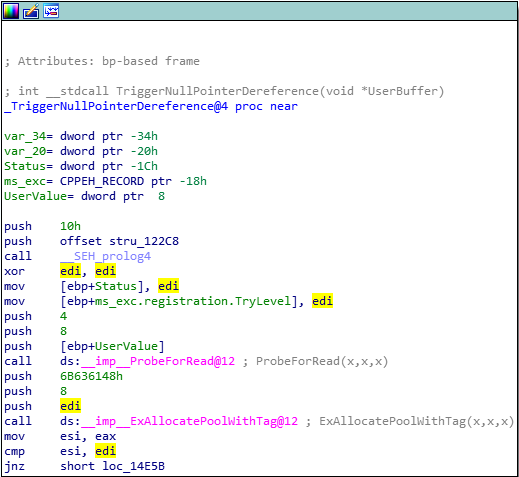 ; Attributes: bp-based frame
; int __stdcall TriggerNullPointerDereference(void *UserBuffer)
_TriggerNullPointerDereference@4 proc near
var_34= dword ptr -34h
var_20= dword ptr -20h
Status= dword ptr -1Ch
ms_exc= CPPEH_RECORD ptr -18h
UserValue= dword ptr  8
push    10h
push    offset stru_122C8
call    __SEH_prolog4
xor     edi, edi
mov     [ebp+Status], edi
mov     [ebp+ms_exc.registration.TryLevel], edi
push    4
push    8
push    [ebp+UserValue]
call    ds:__imp__ProbeForRead@12 ; ProbeForRead(x,x,x)
push    6B636148h
push    8
push    edi
call    ds:__imp__ExAllocatePoolWithTag@12 ; ExAllocatePoolWithTag(x,x,x)
mov     esi, eax
cmp     esi, edi
jnz     short loc_14E5B